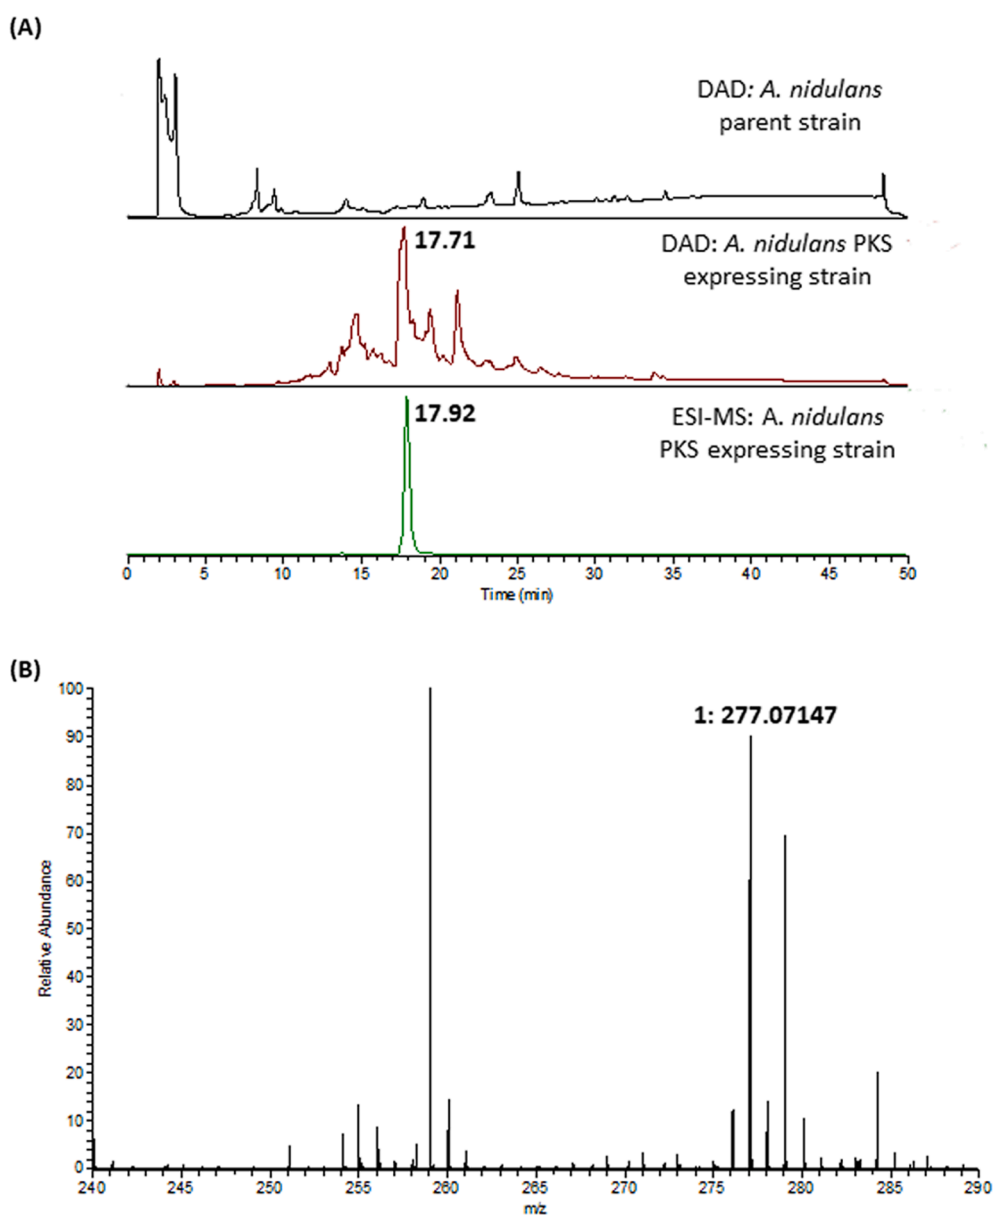 (A)
DAD: A. nidulans
parent strain
17.71
DAD: A. nidulans PKS
expressing strain
17.92
ESI-MS: A. nidulans
PKS expressing strain
0 5 10 15 20 25 30 35 40 45 50
Time (min)
(B)
1: 277.07147
100
90
80
70
60
50
40
30
20
10
0
Relative Abundance
240 245 250 255 260 265 270 275 280 285 290
m/z